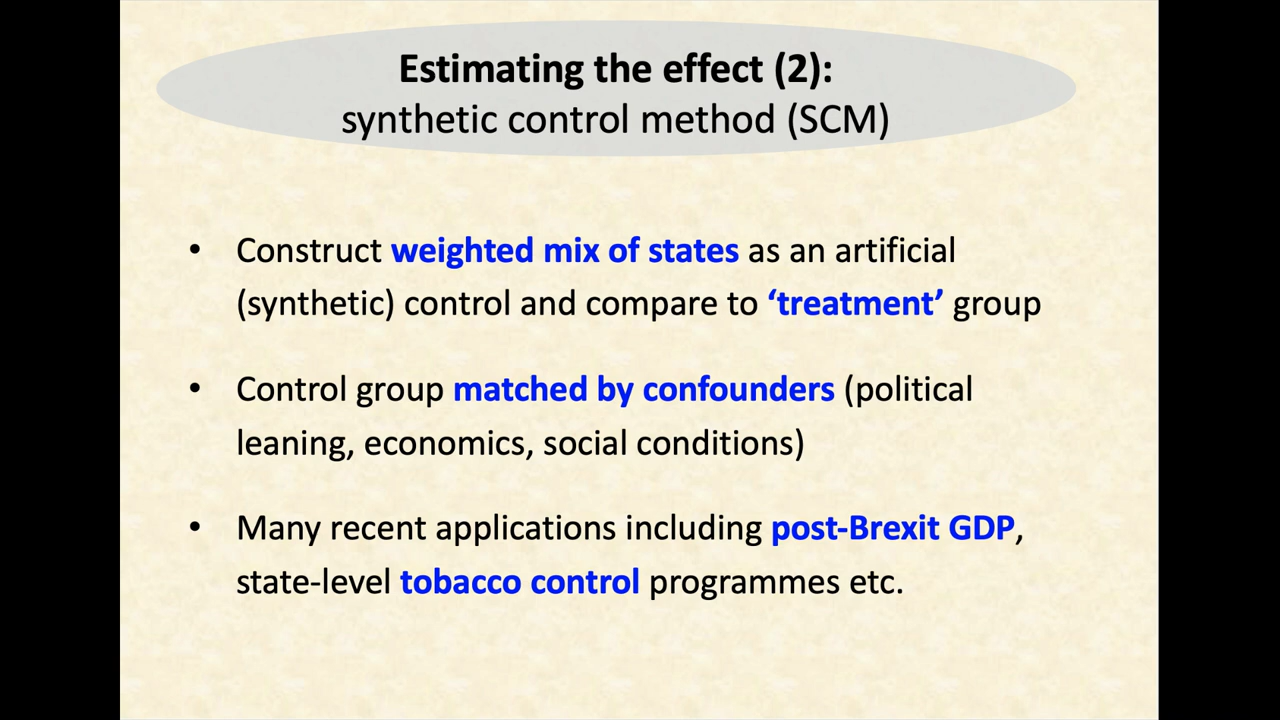 Estimating the effect (2):
synthetic control method (SCM)
• Construct weighted mix of states as an artificial
(synthetic) control and compare to ‘treatment’ group
• Control group matched by confounders (political
leaning, economics, social conditions)
• Many recent applications including post-Brexit GDP,
state-level tobacco control programmes etc.